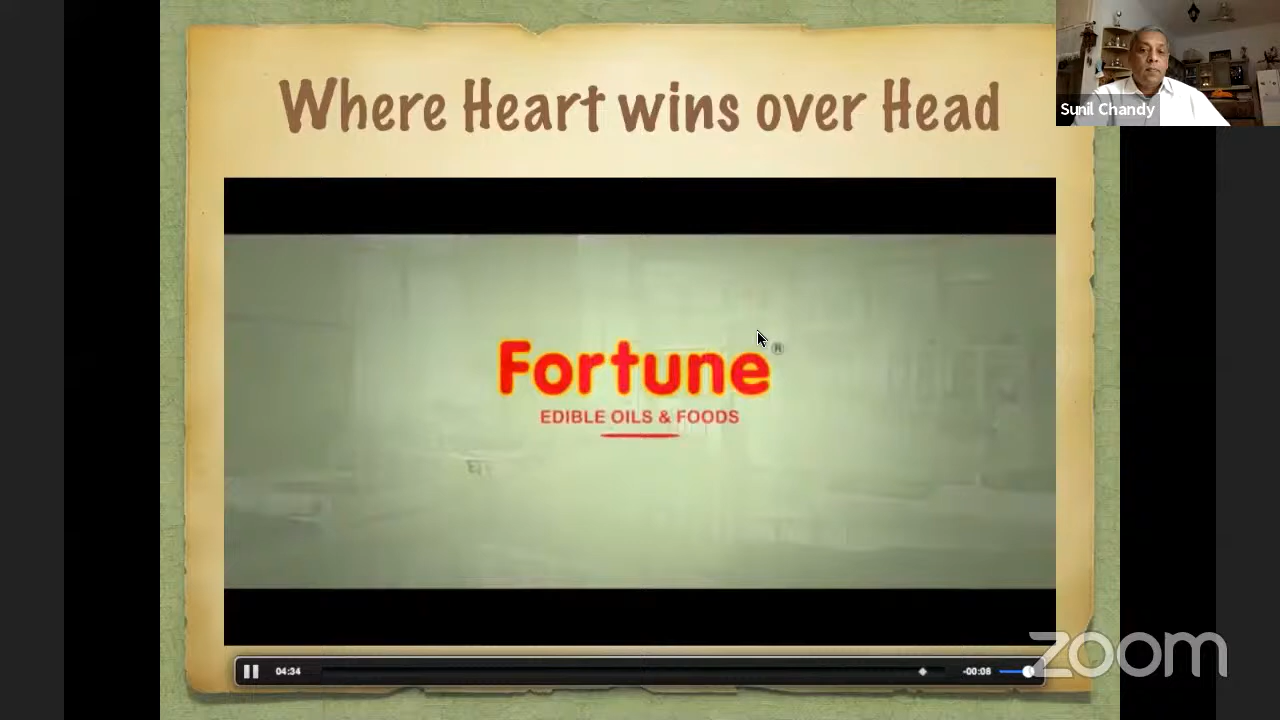 Where Heart wins over Head
Sunil Chandy
Fortune®
EDIBLE OILS & FOODS
04:34
-00:08
zoom